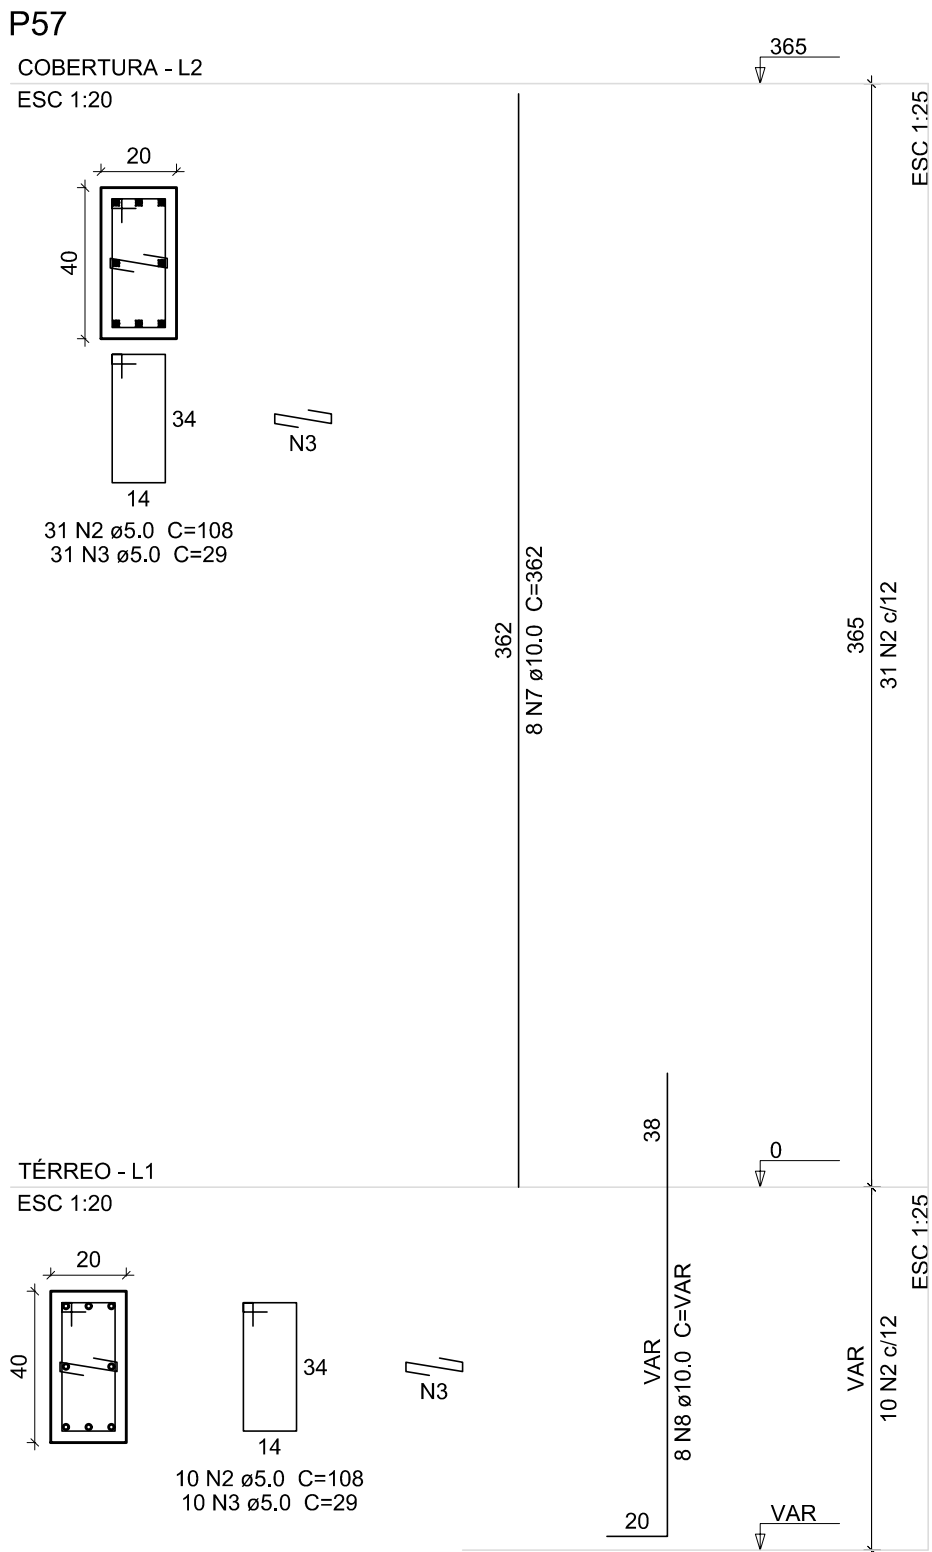 P57
COBERTURA - L2
365
ESC 1:20
ESC 1:25
20
40
34
N3
14
31 N2 ø5.0  C=108
31 N3 ø5.0  C=29
362
8 N7 ø10.0  C=362
365
31 N2 c/12
38
TÉRREO - L1
0
ESC 1:20
ESC 1:25
20
40
34
N3
14
10 N2 ø5.0  C=108
10 N3 ø5.0  C=29
VAR
8 N8 ø10.0  C=VAR
VAR
10 N2 c/12
20
VAR